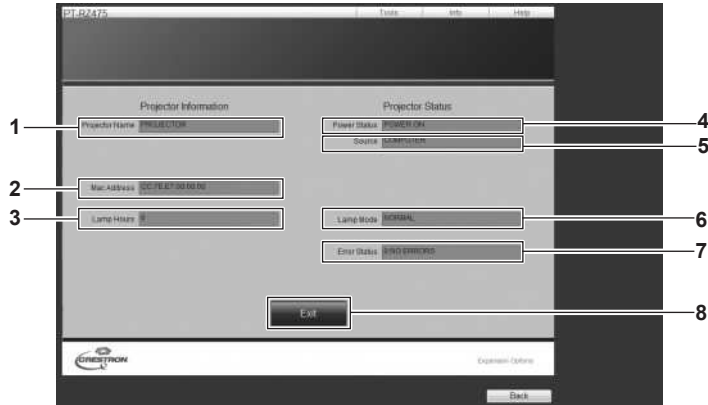 PT-RZ475 Tools Info Help
Projector Information Projector Status
1 Projector Name PROJECTOR Power Status POWER ON 4
Source COMPUTER 5
2 Mac Address
3 Lamp Hours 0 Lamp Mode NORMAL 6
Error Status 0:NO ERRORS 7
Exit 8
CRESTRON Expansion Options
Back